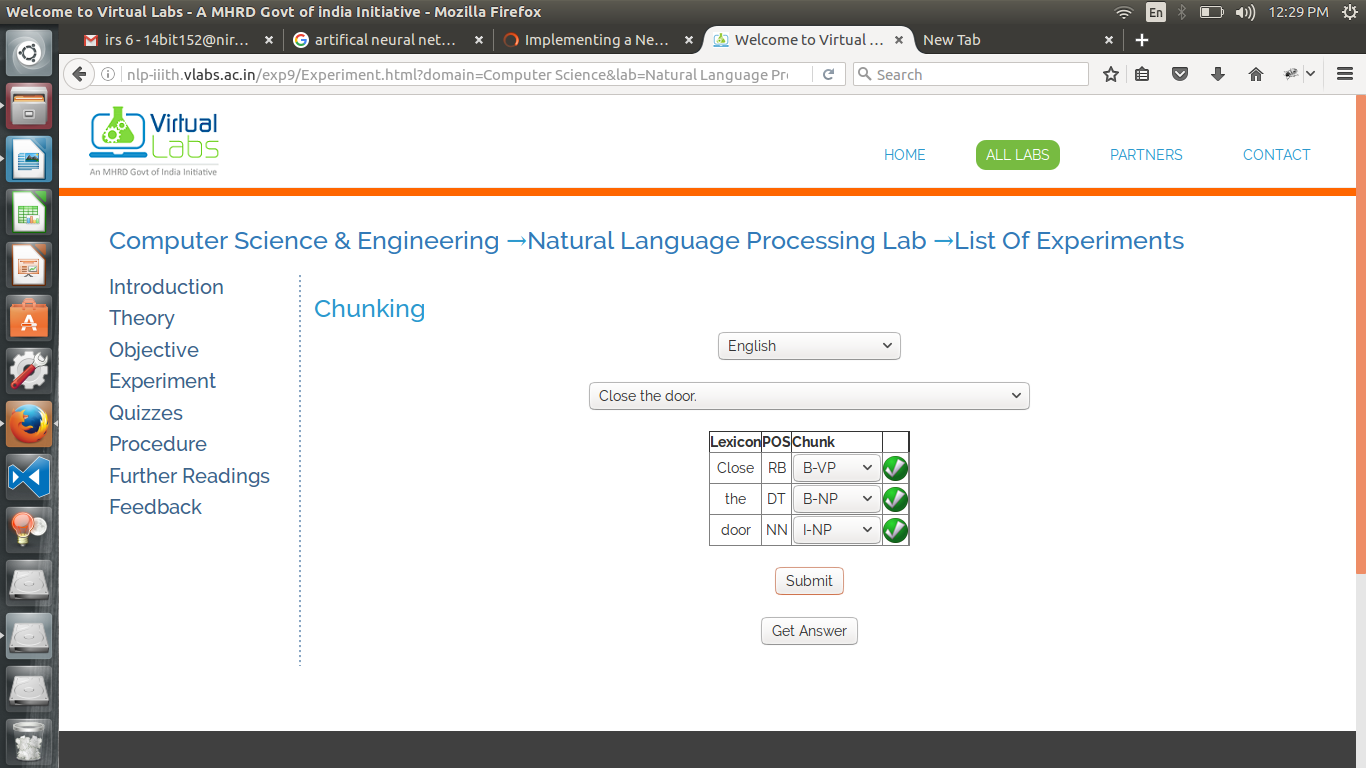 Welcome to Virtual Labs - A MHRD Govt of india Initiative - Mozilla Firefox
En
12:29 PM
irs 6 - 14bit152@nir...
artifical neural net...
Implementing a Ne...
Welcome to Virtual ...
New Tab
nlp-iiith.vlabs.ac.in/exp9/Experiment.html?domain=Computer Science&lab=Natural Language Pr
Search
Virtual
Labs
An MHRD Govt of India Initiative
HOME
ALL LABS
PARTNERS
CONTACT
Computer Science & Engineering →Natural Language Processing Lab →List Of Experiments
Introduction
Theory
Objective
Experiment
Quizzes
Procedure
Further Readings
Feedback
Chunking
English
Close the door.
Lexicon POS Chunk
Close RB B-VP
the DT B-NP
door NN I-NP
Submit
Get Answer